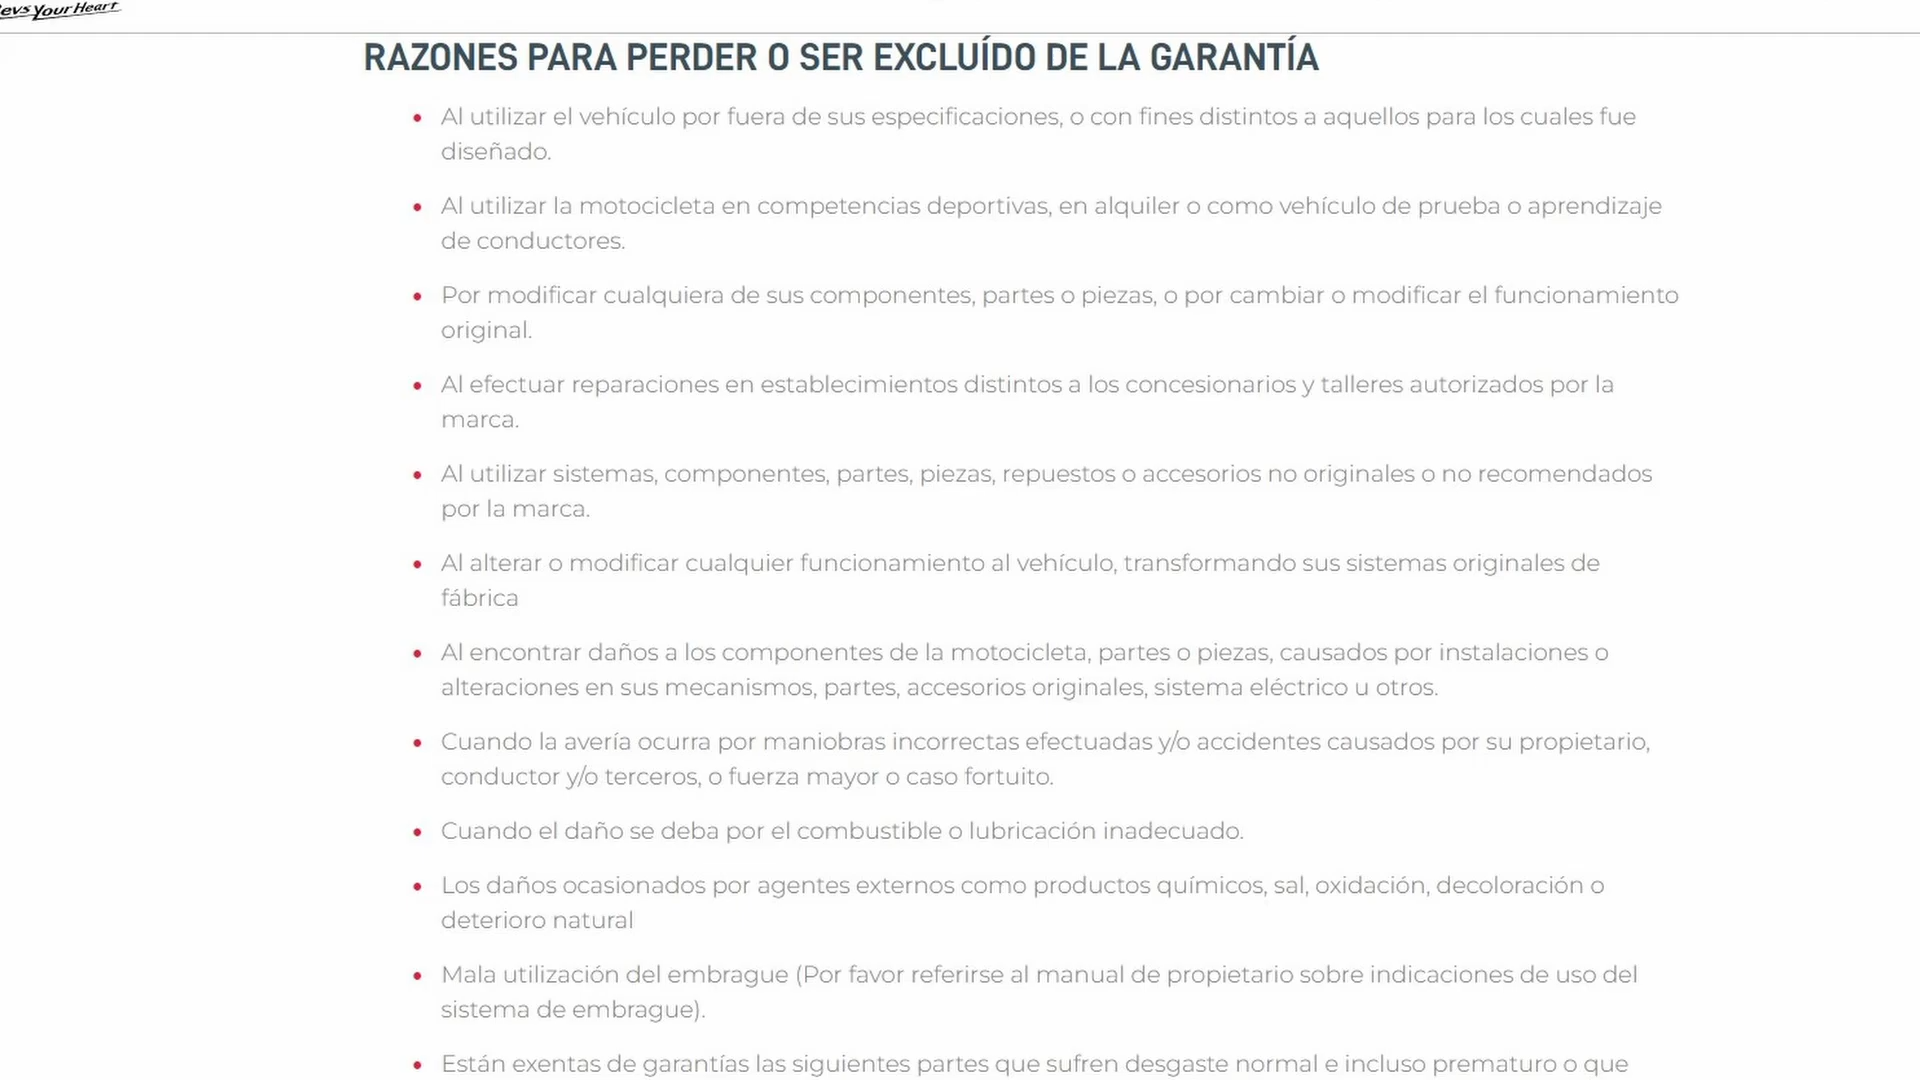 evs Your Heart
RAZONES PARA PERDER O SER EXCLUÍDO DE LA GARANTÍA
Al utilizar el vehículo por fuera de sus especificaciones, o con fines distintos a aquellos para los cuales fue
diseñado.
Al utilizar la motocicleta en competencias deportivas, en alquiler o como vehículo de prueba o aprendizaje
de conductores.
Por modificar cualquiera de sus componentes, partes o piezas, o por cambiar o modificar el funcionamiento
original.
Al efectuar reparaciones en establecimientos distintos a los concesionarios y talleres autorizados por la
marca.
Al utilizar sistemas, componentes, partes, piezas, repuestos o accesorios no originales o no recomendados
por la marca.
Al alterar o modificar cualquier funcionamiento al vehículo, transformando sus sistemas originales de
fábrica
Al encontrar daños a los componentes de la motocicleta, partes o piezas, causados por instalaciones o
alteraciones en sus mecanismos, partes, accesorios originales, sistema eléctrico u otros.
Cuando la avería ocurra por maniobras incorrectas efectuadas y/o accidentes causados por su propietario,
conductor y/o terceros, o fuerza mayor o caso fortuito.
Cuando el daño se deba por el combustible o lubricación inadecuado.
Los daños ocasionados por agentes externos como productos químicos, sal, oxidación, decoloración o
deterioro natural
Mala utilización del embrague (Por favor referirse al manual de propietario sobre indicaciones de uso del
sistema de embrague).
Están exentas de garantías las siguientes partes que sufren desgaste normal e incluso prematuro o que